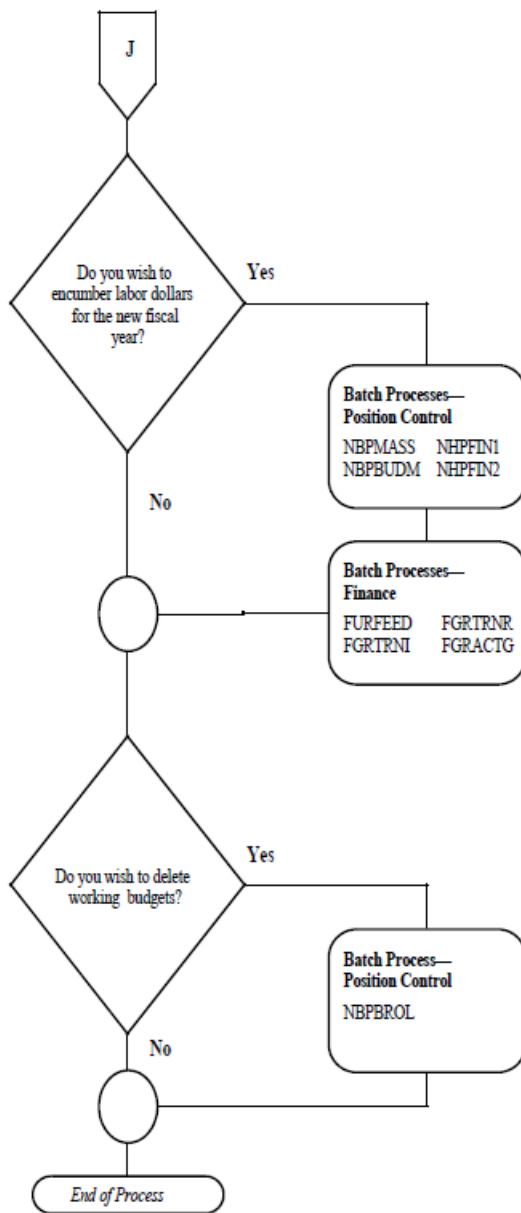 J
Do you wish to
encumber labor dollars
for the new fiscal
year?
Yes
Batch Processes—
Position Control
NBPMASS NHPFIN1
NBPBUDM NHPFIN2
No
Batch Processes—
Finance
FURFEED FGRTRNR
FGRTRNI FGRACTG
Do you wish to delete
working budgets?
Yes
Batch Process—
Position Control
NBPBROL
No
End of Process